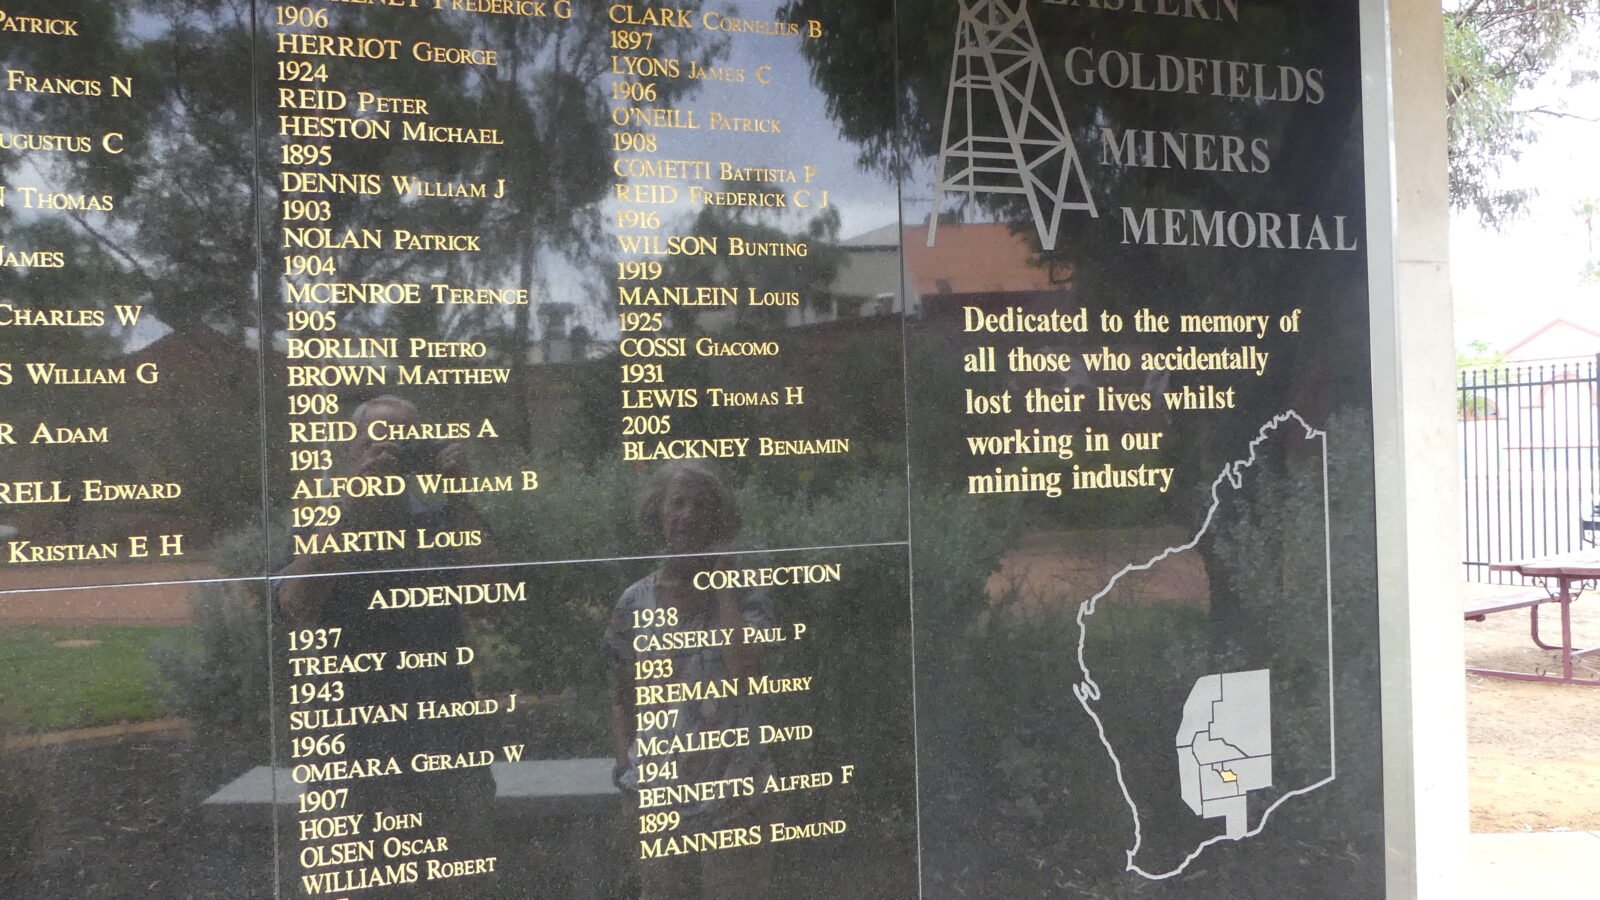 PATRICK
FRANCIS N
AUGUSTUS C
THOMAS
JAMES
CHARLES W
S WILLIAM G
R ADAM
RELL EDWARD
KRISTIAN E H
FREDERICK G
1906
HERRIOT GEORGE
1924
REID PETER
HESTON MICHAEL
1895
DENNIS WILLIAM J
1903
NOLAN PATRICK
1904
MCENROE TERENCE
1905
BORLINI PIETRO
BROWN MATTHEW
1908
REID CHARLES A
1913
ALFORD WILLIAM B
1929
MARTIN LOUIS
CLARK CORNELIUS B
1897
LYONS JAMES C
1906
O'NEILL PATRICK
1908
COMETTI BATTISTA P
REID FREDERICK C J
1916
WILSON BUNTING
1919
MANLEIN LOUIS
1925
COSSI GIACOMO
1931
LEWIS THOMAS H
2005
BLACKNEY BENJAMIN
ADDENDUM
1937
TREACY JOHN D
1943
SULLIVAN HAROLD J
1966
OMEARA GERALD W
1907
HOEY JOHN
OLSEN OSCAR
WILLIAMS ROBERT
CORRECTION
1938
CASSERLY PAUL P
1933
BREMAN MURRY
1907
McALIECE DAVID
1941
BENNETTS ALFRED F
1899
MANNERS EDMUND
EASTERN
GOLDFIELDS
MINERS
MEMORIAL
Dedicated to the memory of
all those who accidentally
lost their lives whilst
working in our
mining industry